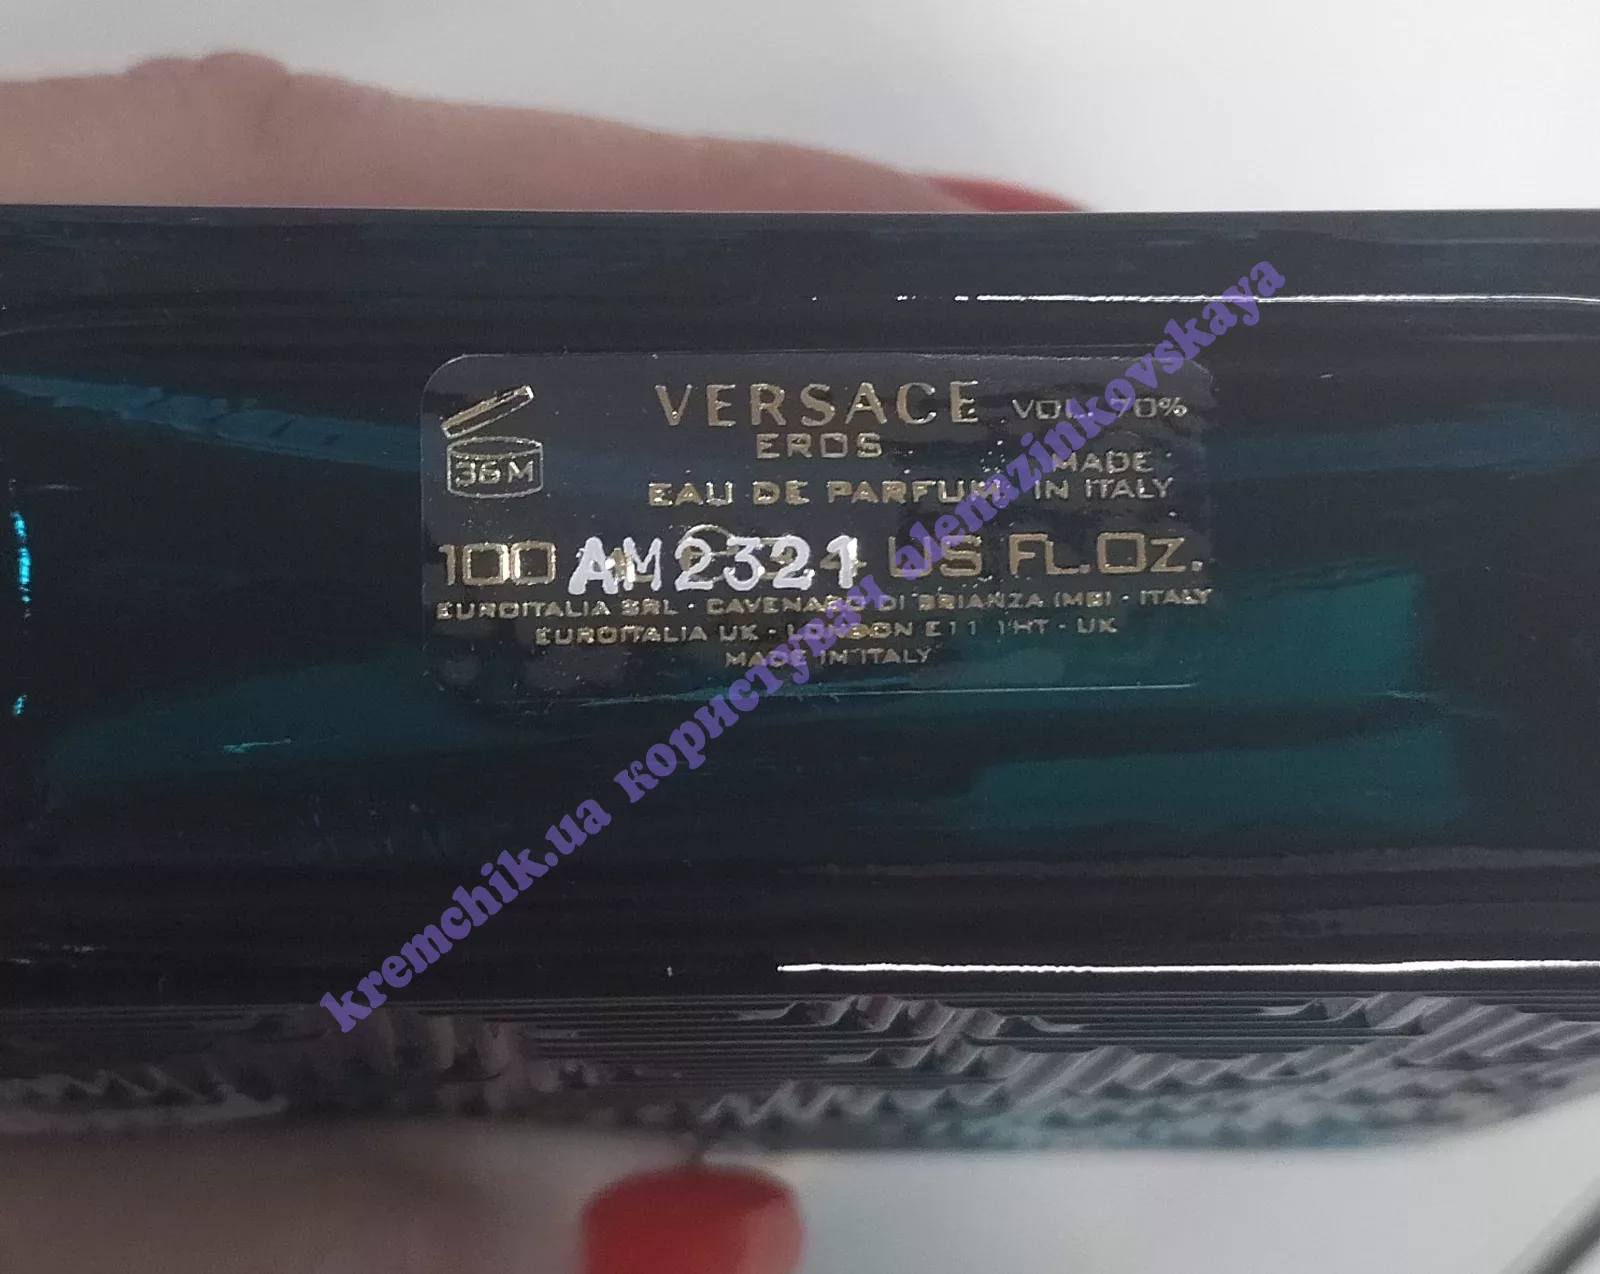 VERSACE
EROS
EAU DE PARFUM
VOL. 70%
MADE
IN ITALY
36M
100 AM2321 US FL.OZ.
EUROITALIA SRL - CAVENAGO DI BRIANZA (MB) - ITALY
EUROITALIA UK - LONDON E11 1HT - UK
MADE IN ITALY
kremchik.ua користувач alenazinkovskaya